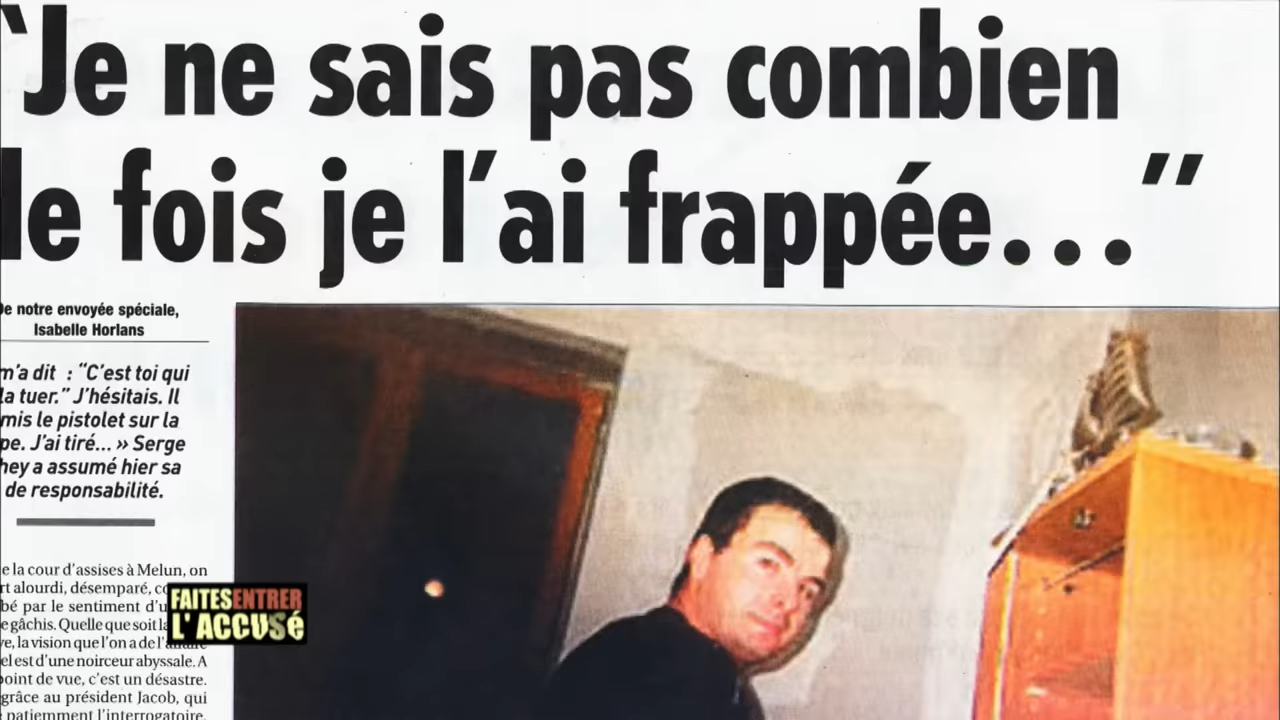 “Je ne sais pas combien
de fois je l’ai frappée...”
De notre envoyée spéciale,
Isabelle Horlans
m’a dit : “C’est toi qui
la tuer.” J’hésitais. Il
mis le pistolet sur la
pe. J’ai tiré... » Serge
hey a assumé hier sa
de responsabilité.
e la cour d’assises à Melun, on
rt alourdi, désemparé,
bé par le sentiment
e gâchis. Quelle que soit
ve, la vision que l’on a de
el est d’une noirceur abyssale. A
point de vue, c’est un désastre.
grâce au président Jacob, qui
patiemment l’interrogatoire,
FAITES ENTRER
L'ACCUSé